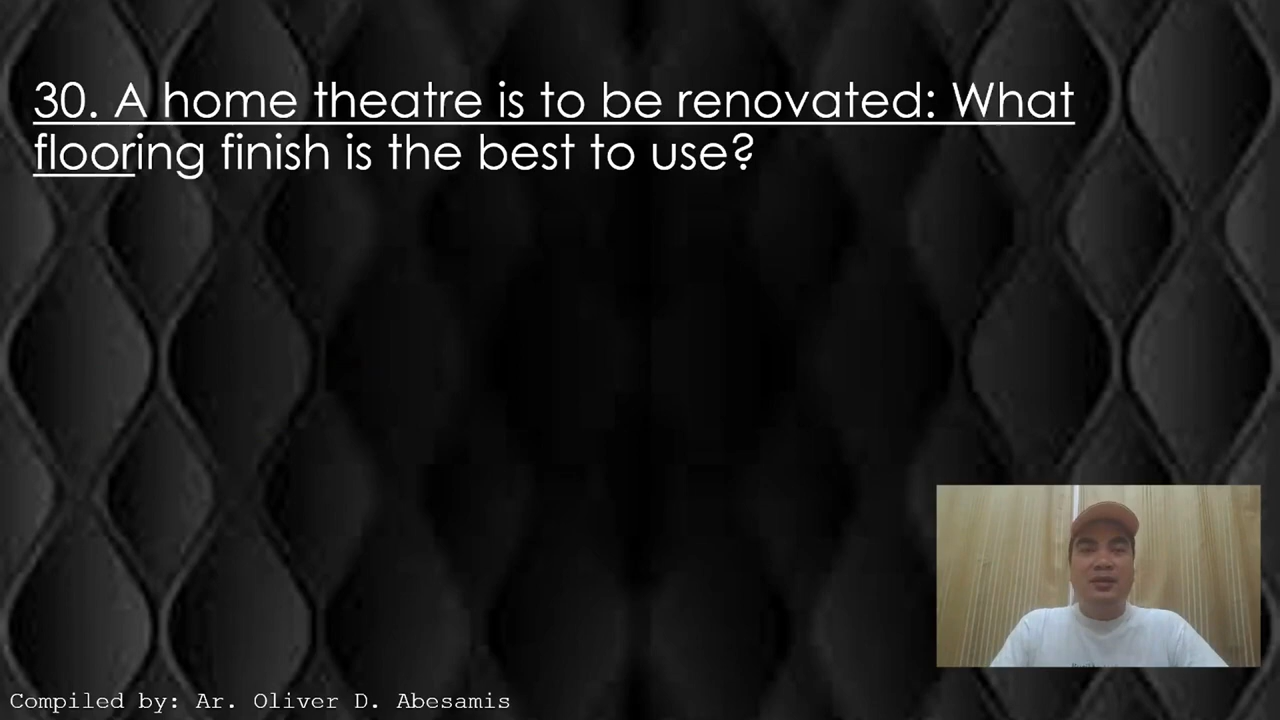 30. A home theatre is to be renovated: What
flooring finish is the best to use?
Compiled by: Ar. Oliver D. Abesamis